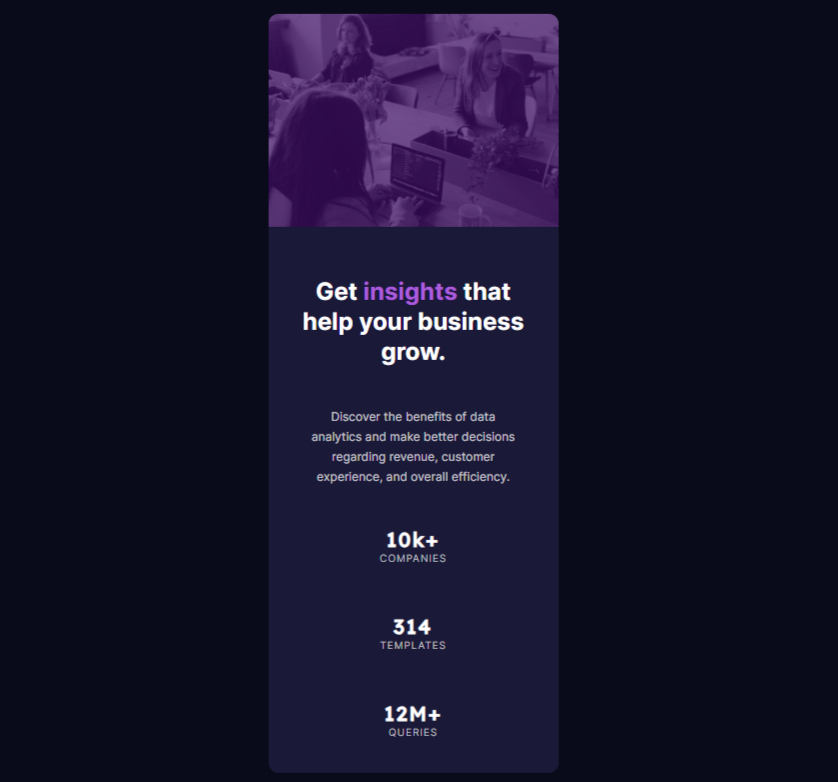 Get insights that
help your business
grow.
Discover the benefits of data
analytics and make better decisions
regarding revenue, customer
experience, and overall efficiency.
10k+
COMPANIES
314
TEMPLATES
12M+
QUERIES